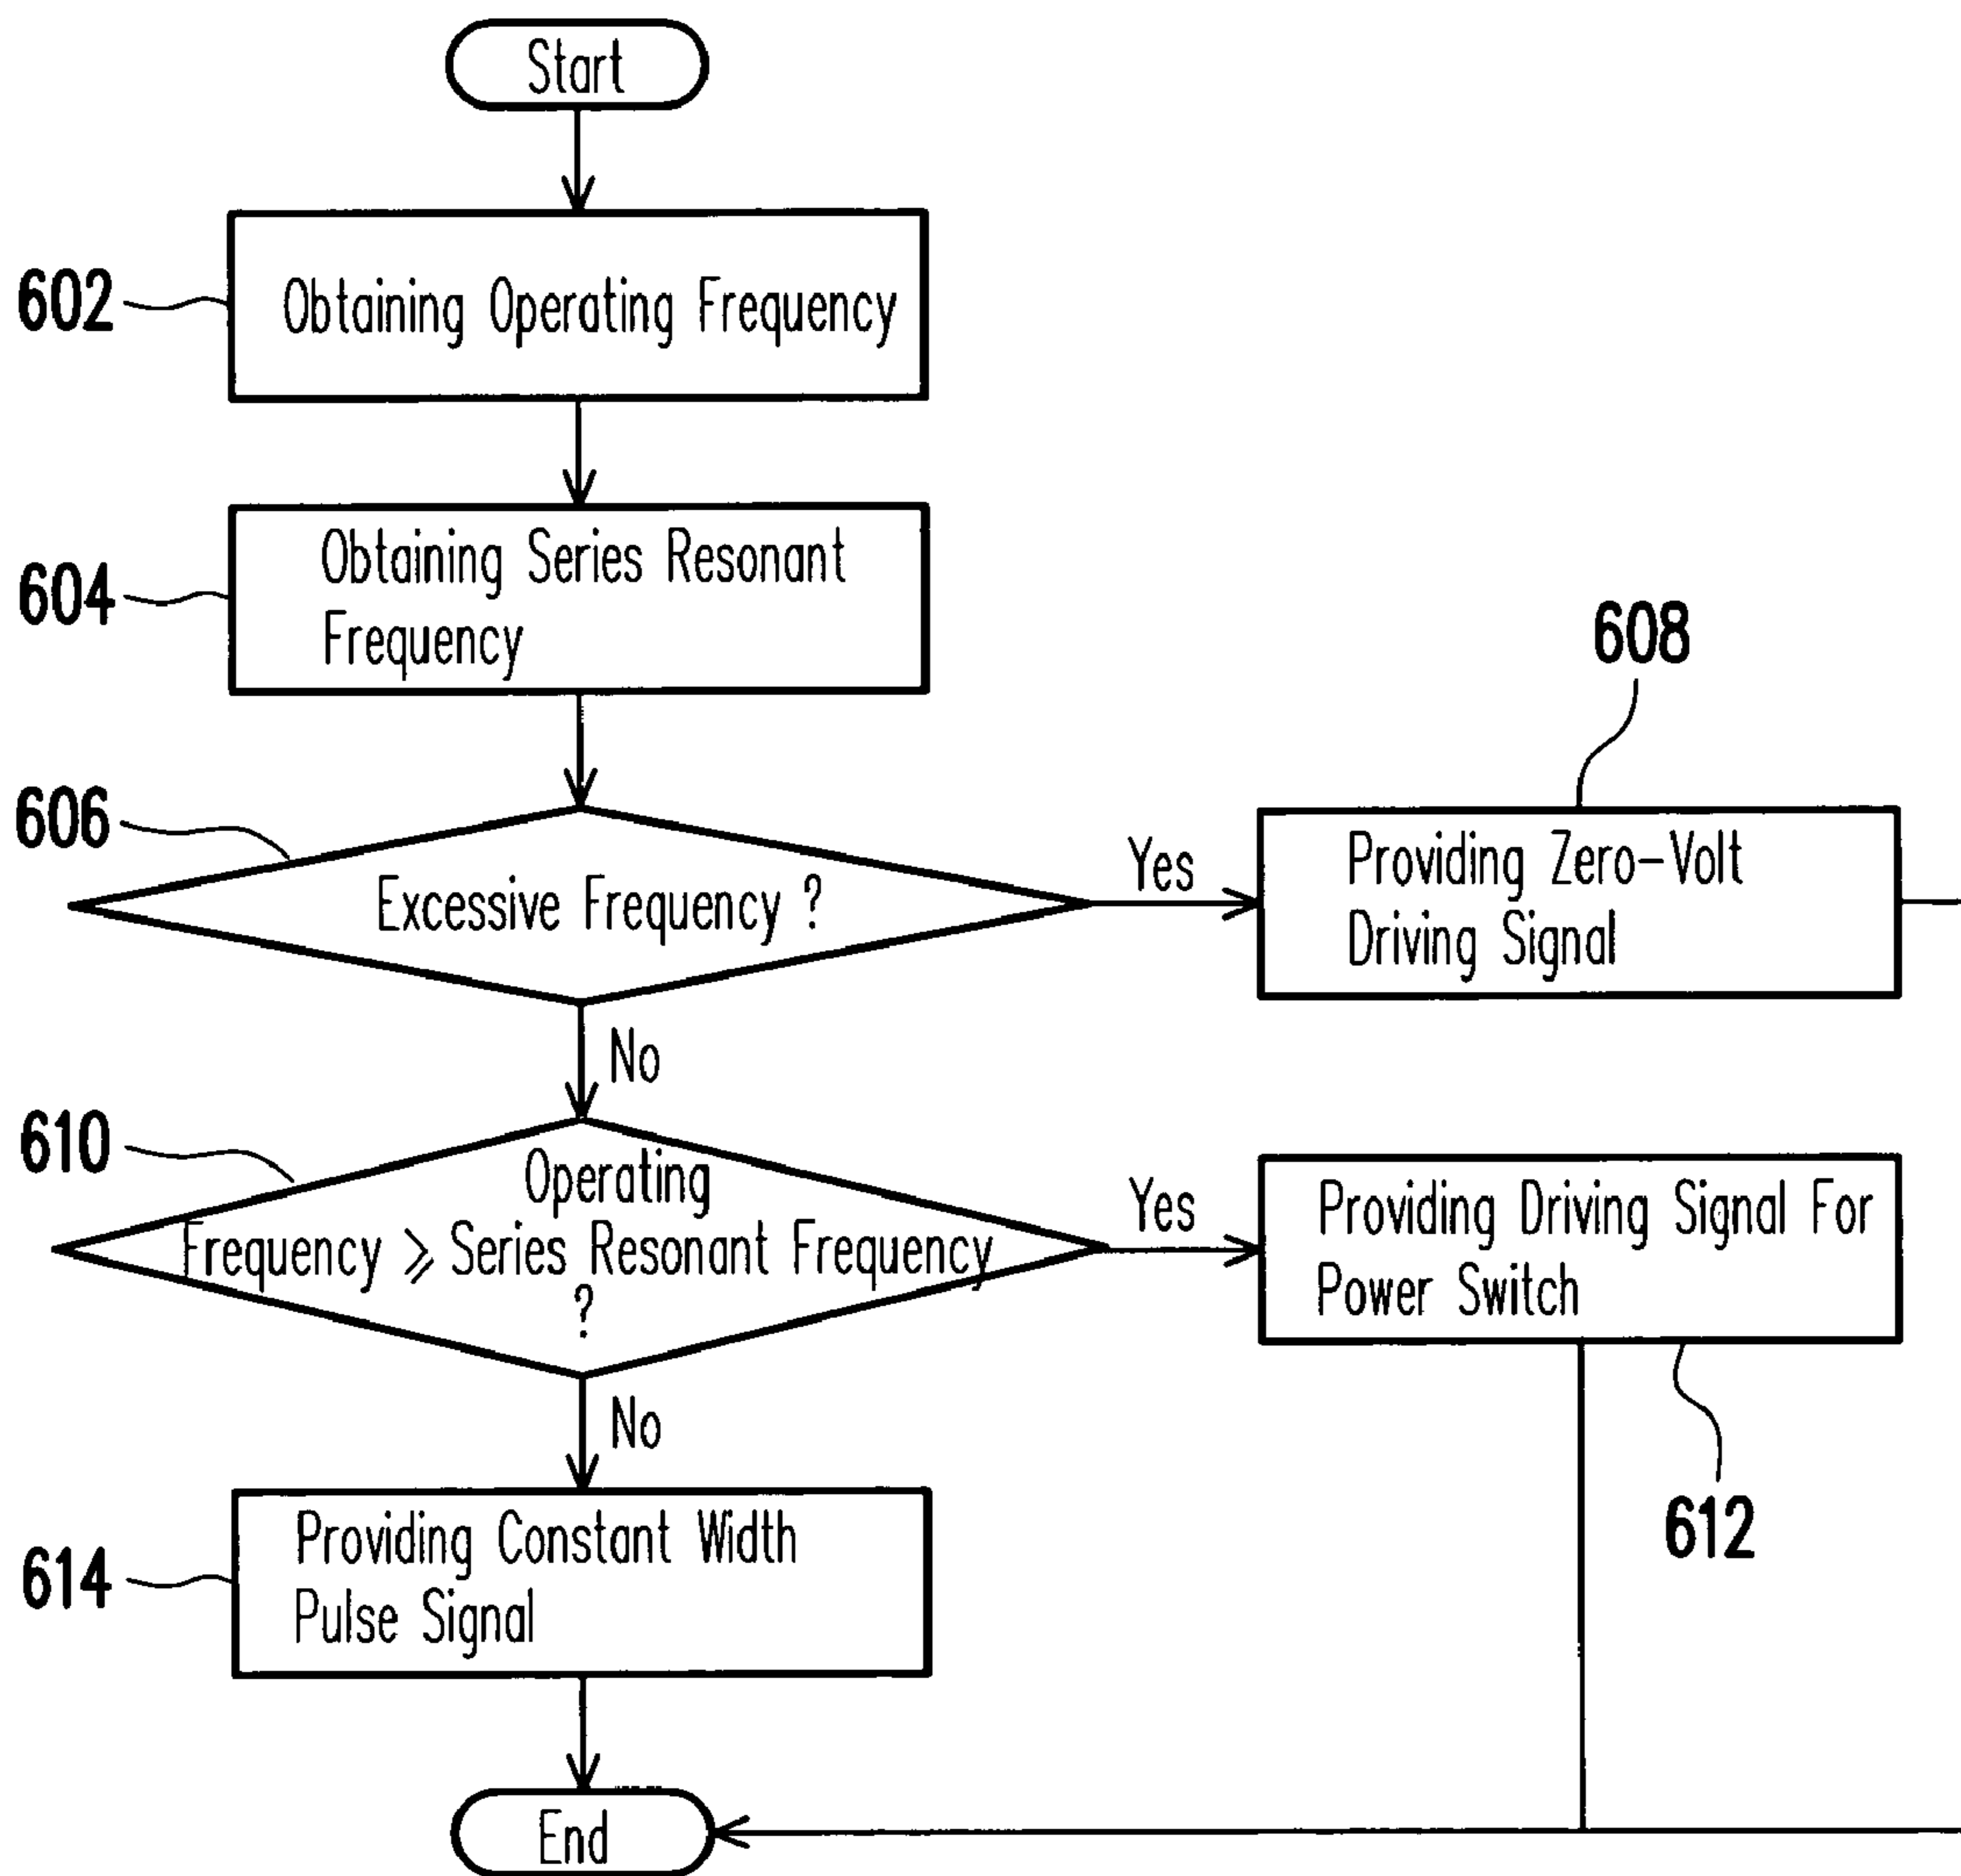 Start
602
Obtaining Operating Frequency
604
Obtaining Series Resonant
Frequency
608
606
Excessive Frequency ?
Yes
Providing Zero-Volt
Driving Signal
No
610
Operating
Frequency ⩾ Series Resonant Frequency
?
Yes
Providing Driving Signal For
Power Switch
No
612
614
Providing Constant Width
Pulse Signal
End